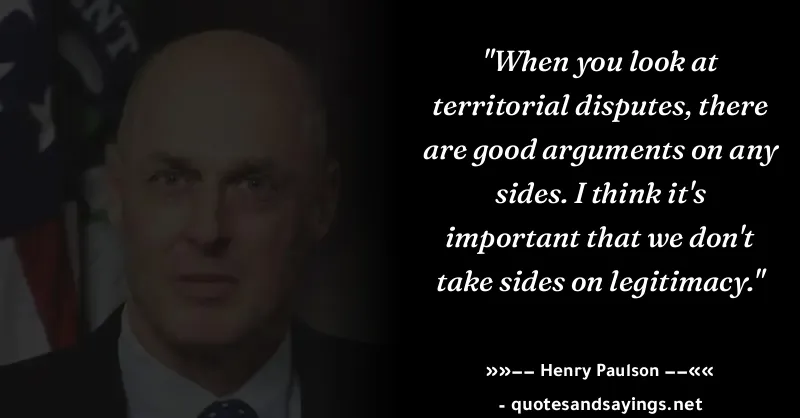 NT
"When you look at
territorial disputes, there
are good arguments on any
sides. I think it's
important that we don't
take sides on legitimacy."
»»−− Henry Paulson −−««
- quotesandsayings.net